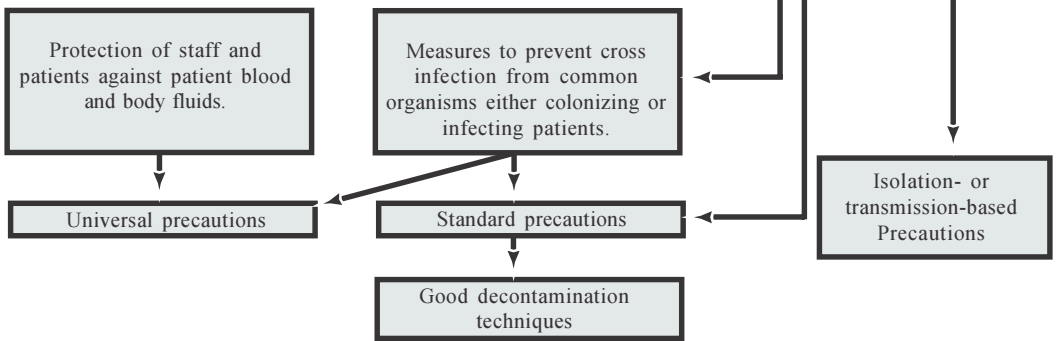 Protection of staff and
patients against patient blood
and body fluids.
Measures to prevent cross
infection from common
organisms either colonizing or
infecting patients.
Universal precautions
Standard precautions
Isolation- or
transmission-based
Precautions
Good decontamination
techniques